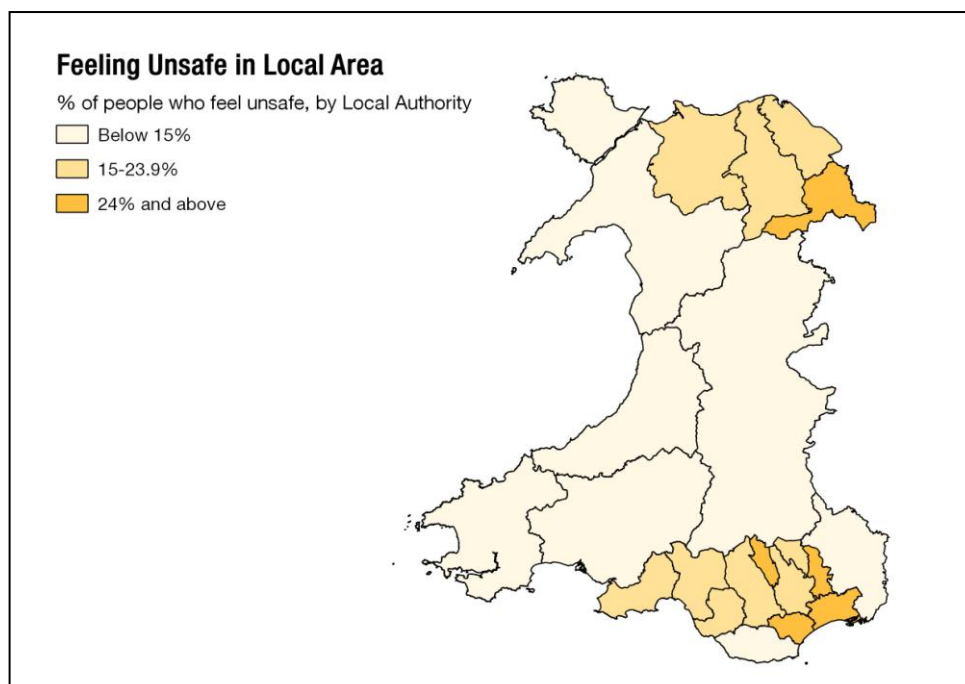 Feeling Unsafe in Local Area
% of people who feel unsafe, by Local Authority
Below 15%
15-23.9%
24% and above